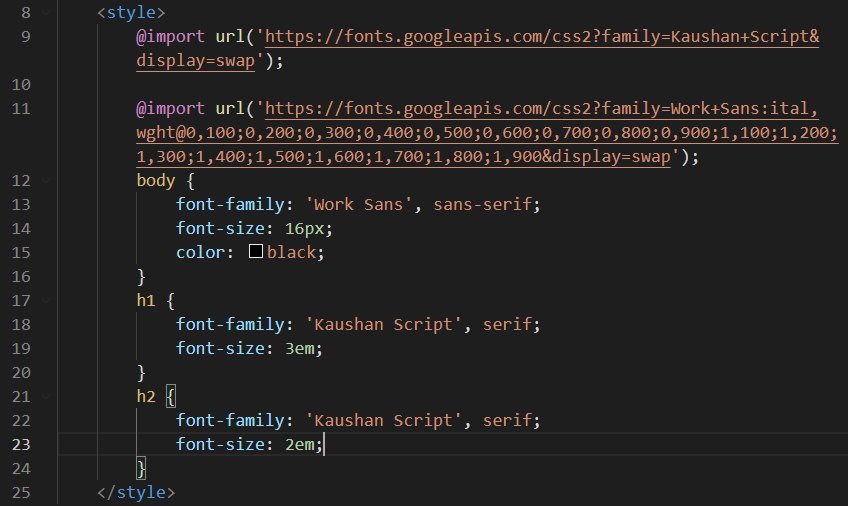 8 <style>
9 @import url('https://fonts.googleapis.com/css2?family=Kaushan+Script&
display=swap');
10
11 @import url('https://fonts.googleapis.com/css2?family=Work+Sans:ital,
wght@0,100;0,200;0,300;0,400;0,500;0,600;0,700;0,800;0,900;1,100;1,200;
1,300;1,400;1,500;1,600;1,700;1,800;1,900&display=swap');
12 body {
13 font-family: 'Work Sans', sans-serif;
14 font-size: 16px;
15 color: black;
16 }
17 h1 {
18 font-family: 'Kaushan Script', serif;
19 font-size: 3em;
20 }
21 h2 {
22 font-family: 'Kaushan Script', serif;
23 font-size: 2em;
24 }
25 </style>